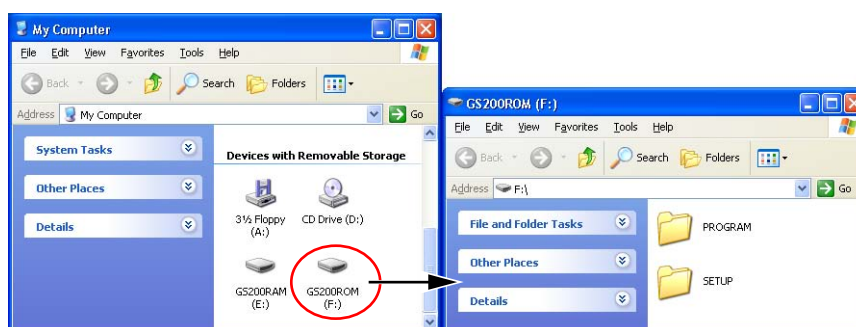 My Computer
File Edit View Favorites Tools Help
Back Search Folders
Address My Computer Go
System Tasks
Other Places
Details
Devices with Removable Storage
3½ Floppy (A:)
CD Drive (D:)
GS200RAM (E:)
GS200ROM (F:)
GS200ROM (F:)
File Edit View Favorites Tools Help
Back Search Folders
Address F:\ Go
File and Folder Tasks
Other Places
Details
PROGRAM
SETUP